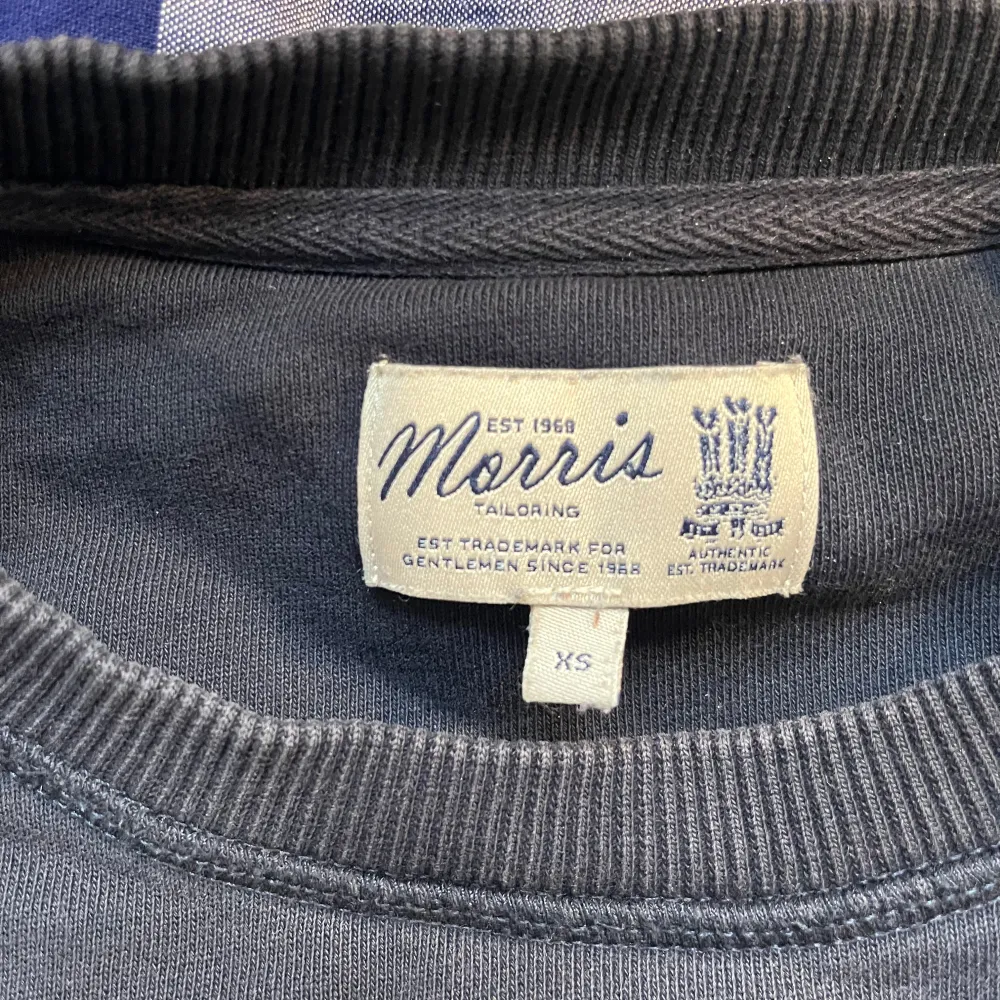 EST 1968
Morris
TAILORING
EST TRADEMARK FOR
GENTLEMEN SINCE 1968
AUTHENTIC
EST. TRADEMARK
XS